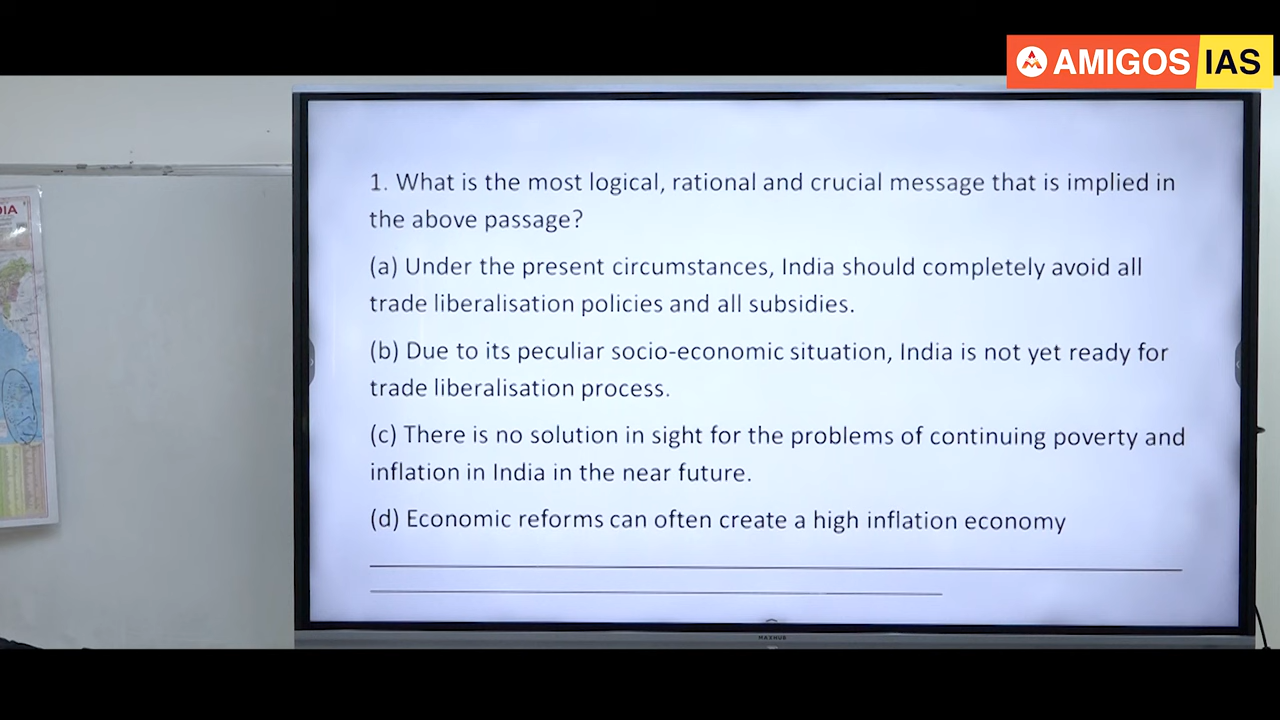 AMIGOS IAS
1. What is the most logical, rational and crucial message that is implied in
the above passage?
(a) Under the present circumstances, India should completely avoid all
trade liberalisation policies and all subsidies.
(b) Due to its peculiar socio-economic situation, India is not yet ready for
trade liberalisation process.
(c) There is no solution in sight for the problems of continuing poverty and
inflation in India in the near future.
(d) Economic reforms can often create a high inflation economy
MAXHUB